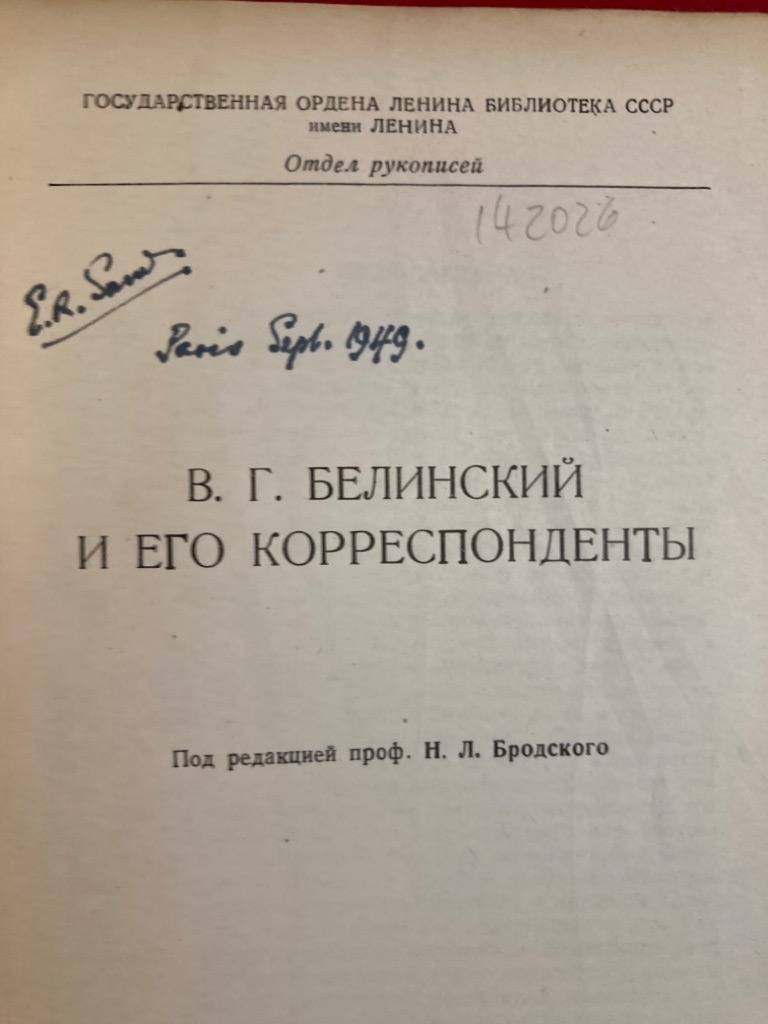 ГОСУДАРСТВЕННАЯ ОРДЕНА ЛЕНИНА БИБЛИОТЕКА СССР
имени ЛЕНИНА
Отдел рукописей
142026
E. R.
Paris Sept. 1949.
В. Г. БЕЛИНСКИЙ
И ЕГО КОРРЕСПОНДЕНТЫ
Под редакцией проф. Н. Л. Бродского